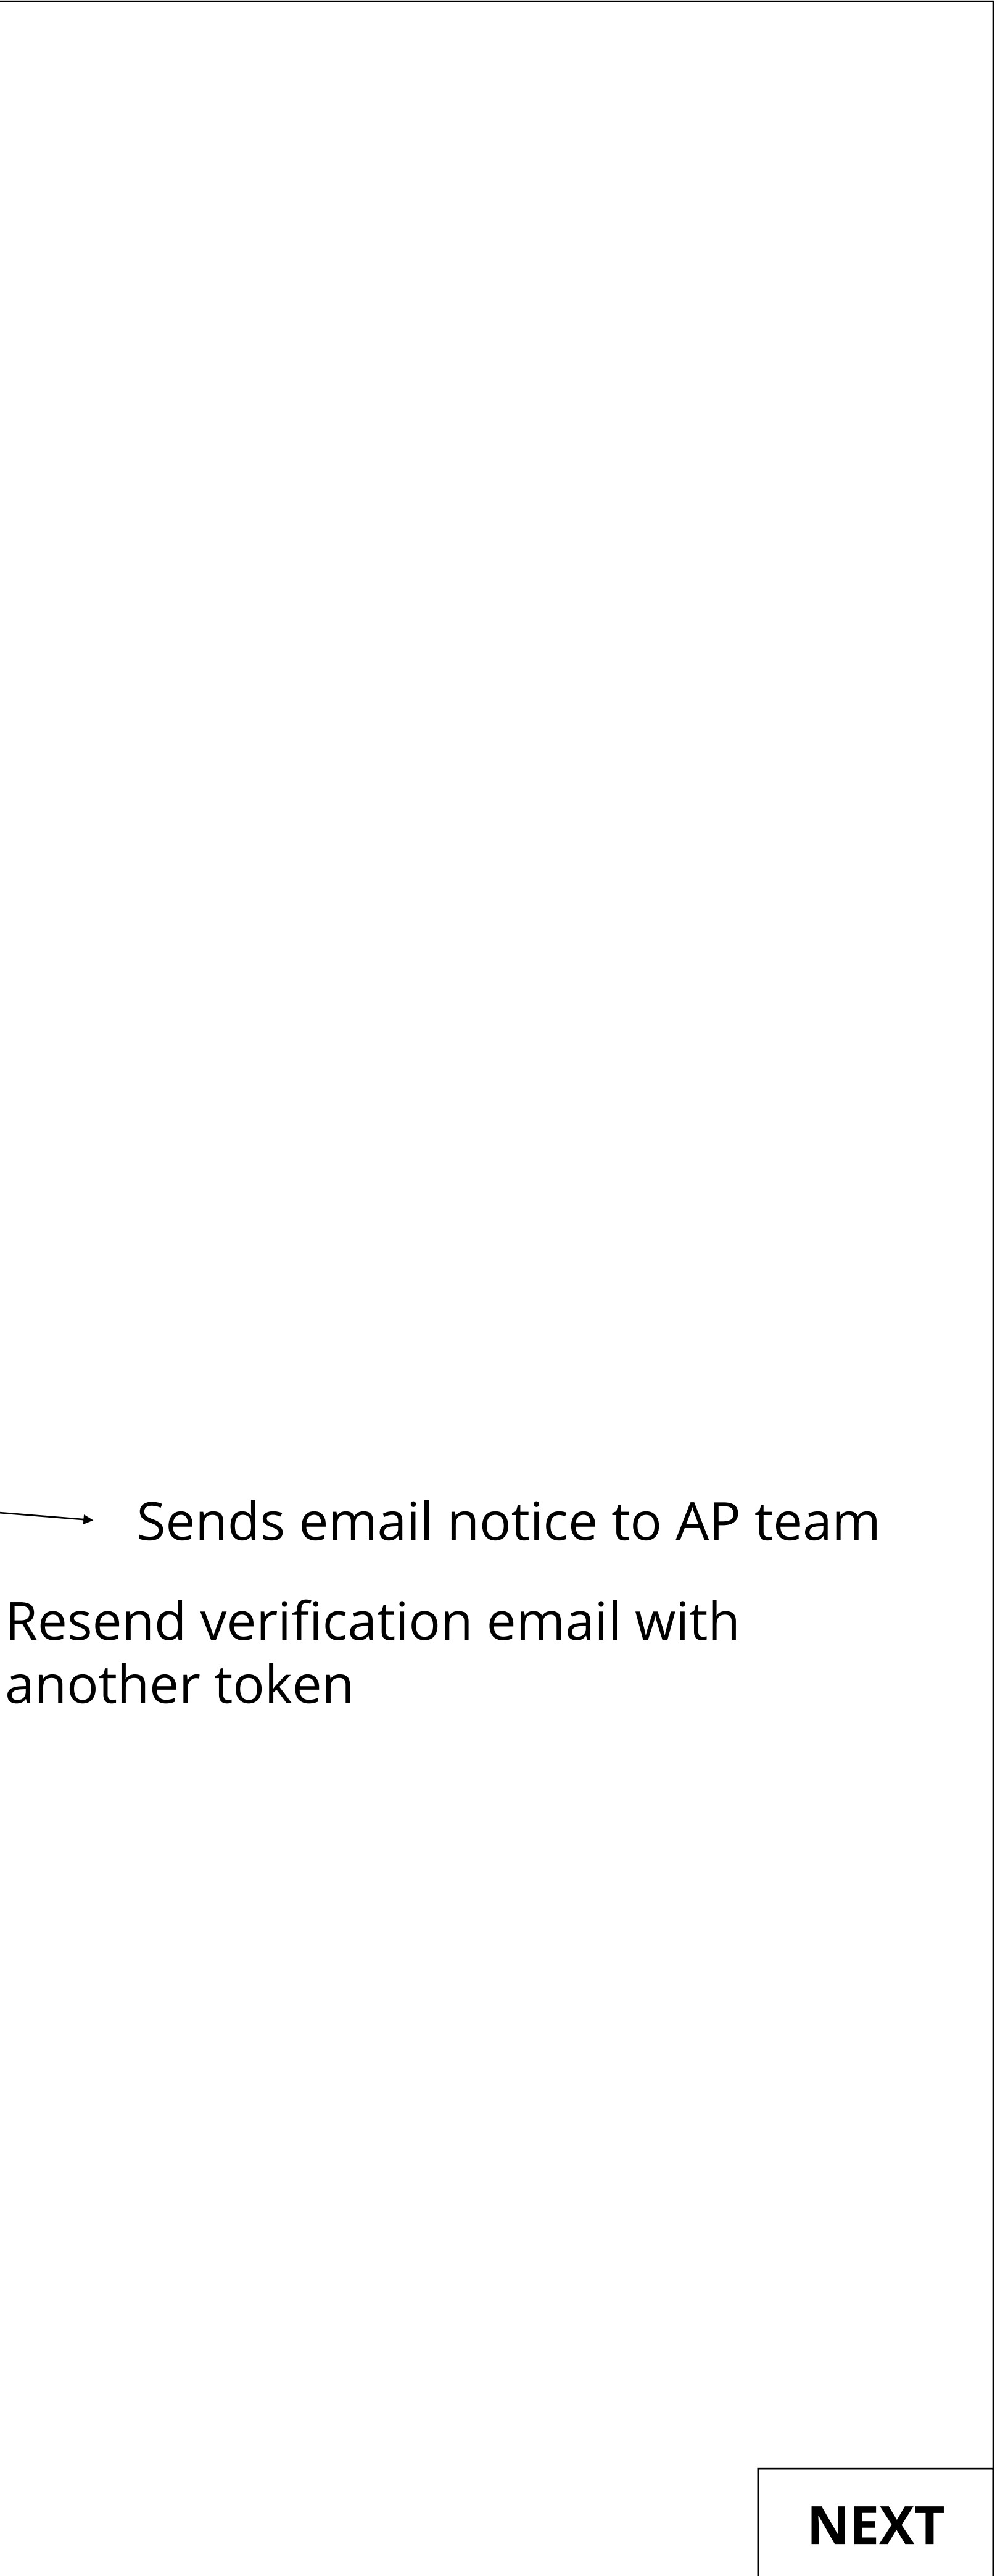 Sends email notice to AP team
Resend verification email with
another token
NEXT